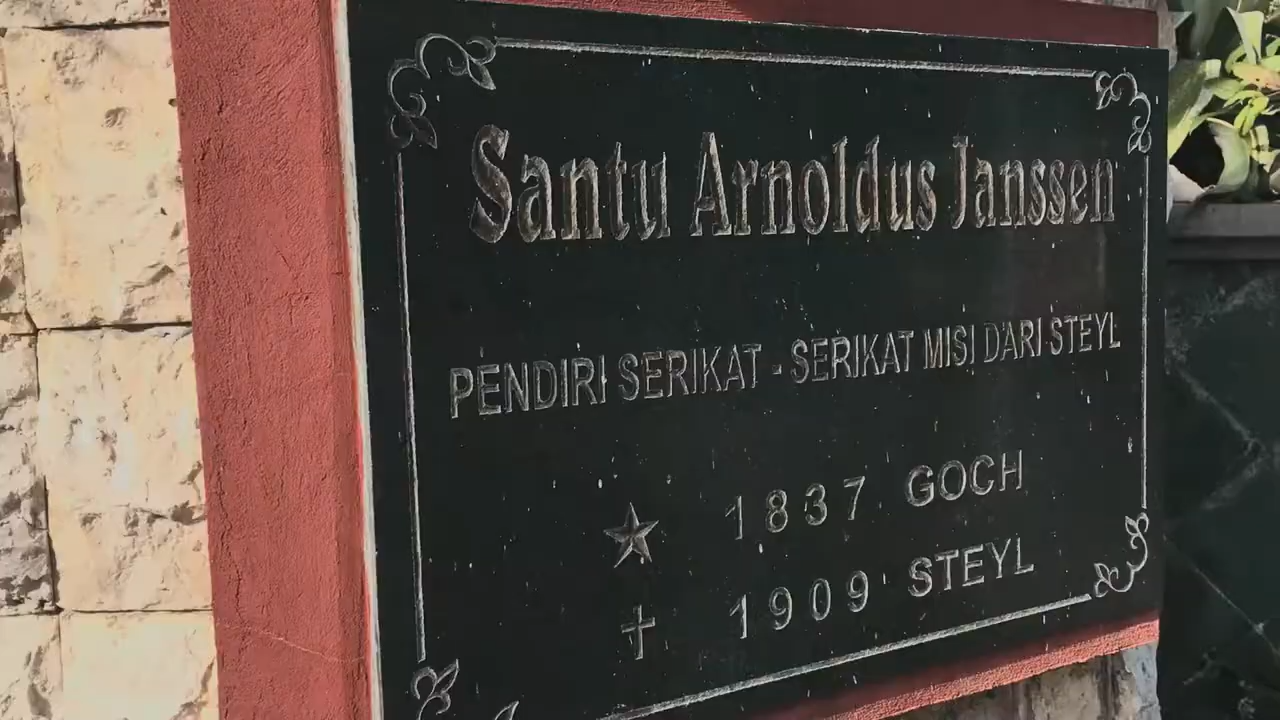 Santu Arnoldus Janssen
PENDIRI SERIKAT - SERIKAT MISI DARI STEYL
1837 GOCH
1909 STEYL